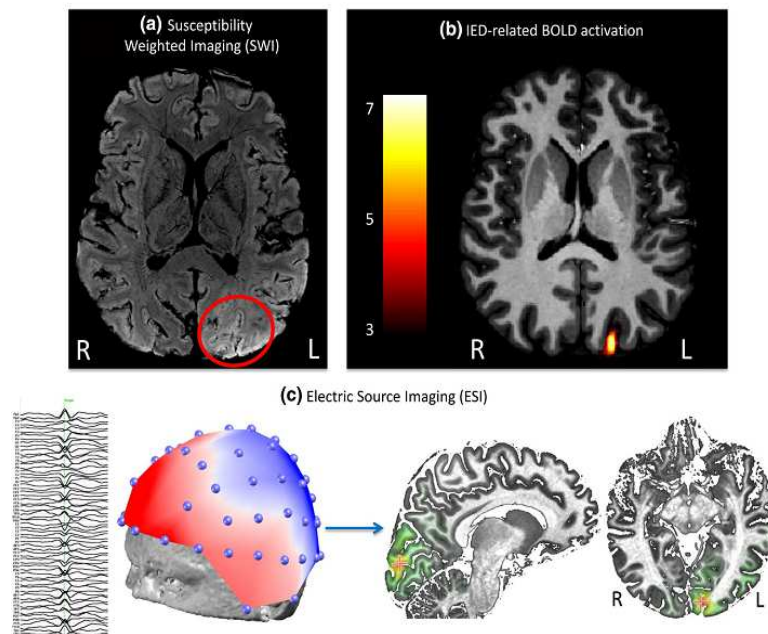 (a) Susceptibility
Weighted Imaging (SWI)
R
L
(b) IED-related BOLD activation
7
5
3
R
L
(c) Electric Source Imaging (ESI)
R
L